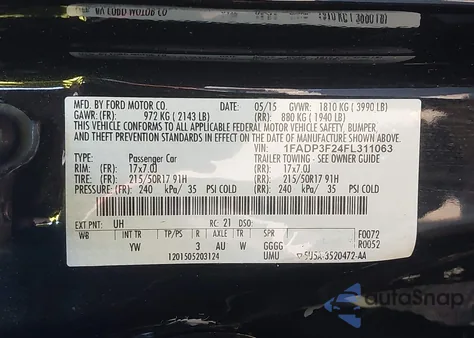 MFD. BY FORD MOTOR CO.
DATE: 05/15 GVWR: 1810 KG ( 3990 LB)
GAWR: (FR): 972 KG ( 2143 LB) (RR): 880 KG ( 1940 LB)
THIS VEHICLE CONFORMS TO ALL APPLICABLE FEDERAL MOTOR VEHICLE SAFETY, BUMPER,
AND THEFT PREVENTION STANDARDS IN EFFECT ON THE DATE OF MANUFACTURE SHOWN ABOVE.
VIN: 1FADP3F24FL311063
TYPE: Passenger Car TRAILER TOWING - SEE OWNER GUIDE
RIM: (FR) 17x7.0J (RR): 17x7.0J
TIRE: (FR) 215/50R17 91H (RR): 215/50R17 91H
PRESSURE: (FR): 240 kPa/ 35 PSI COLD (RR): 240 kPa/ 35 PSI COLD
EXT PNT: UH RC: 21 DSO: F0072
WB INT TR TP/PS R AXLE TR SPR R0052
YW 3 AU W GGGG
1201505203124 UMU 5U5A-3520472-AA
autoSnap